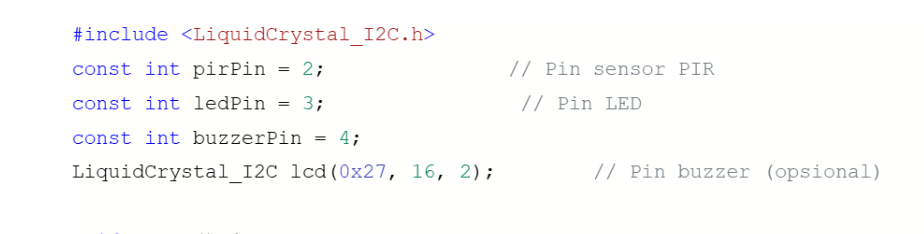 #include <LiquidCrystal_I2C.h>
const int pirPin = 2; // Pin sensor PIR
const int ledPin = 3; // Pin LED
const int buzzerPin = 4;
LiquidCrystal_I2C lcd(0x27, 16, 2); // Pin buzzer (opsional)